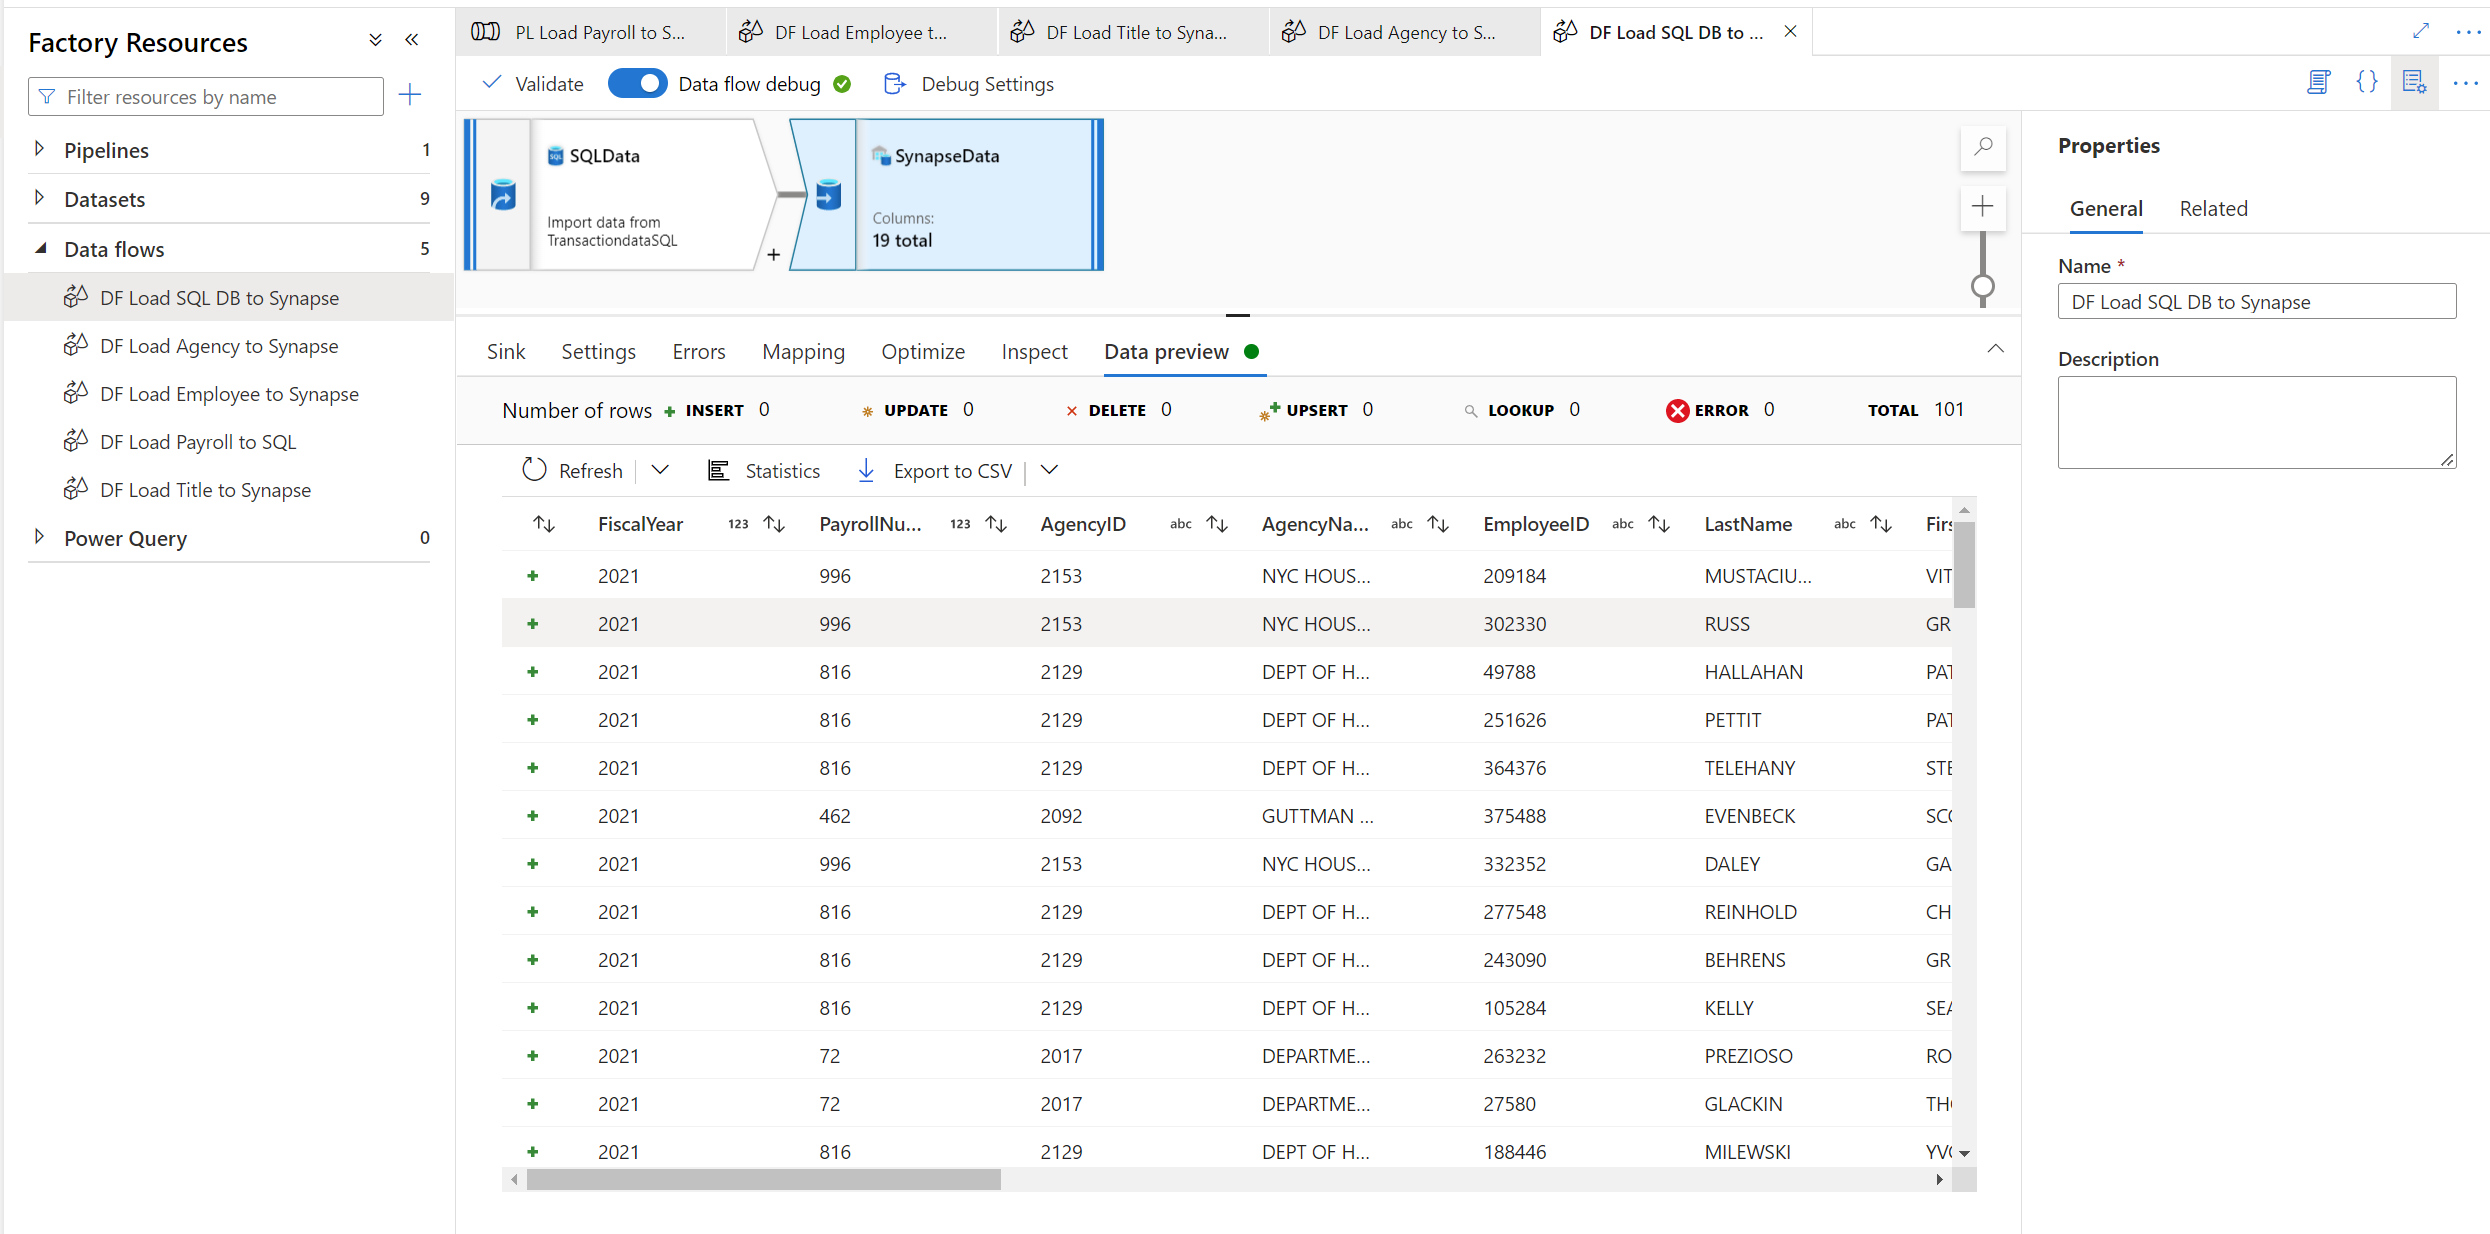 Factory Resources
Filter resources by name
Pipelines 1
Datasets 9
Data flows 5
DF Load SQL DB to Synapse
DF Load Agency to Synapse
DF Load Employee to Synapse
DF Load Payroll to SQL
DF Load Title to Synapse
Power Query 0
PL Load Payroll to S...
DF Load Employee t...
DF Load Title to Syna...
DF Load Agency to S...
DF Load SQL DB to ...
Validate
Data flow debug
Debug Settings
SQL
SQLData
Import data from
TransactiondataSQL
+
SynapseData
Columns:
19 total
Sink Settings Errors Mapping Optimize Inspect Data preview
Number of rows INSERT 0 UPDATE 0 DELETE 0 UPSERT 0 LOOKUP 0 ERROR 0 TOTAL 101
Refresh Statistics Export to CSV
FiscalYear 123 PayrollNu... 123 AgencyID abc AgencyNa... abc EmployeeID abc LastName abc Firs
2021 996 2153 NYC HOUS... 209184 MUSTACIU... VIT
2021 996 2153 NYC HOUS... 302330 RUSS GR
2021 816 2129 DEPT OF H... 49788 HALLAHAN PAT
2021 816 2129 DEPT OF H... 251626 PETTIT PAT
2021 816 2129 DEPT OF H... 364376 TELEHANY STE
2021 462 2092 GUTTMAN ... 375488 EVENBECK SCO
2021 996 2153 NYC HOUS... 332352 DALEY GA
2021 816 2129 DEPT OF H... 277548 REINHOLD CH
2021 816 2129 DEPT OF H... 243090 BEHRENS GR
2021 816 2129 DEPT OF H... 105284 KELLY SEA
2021 72 2017 DEPARTME... 263232 PREZIOSO RO
2021 72 2017 DEPARTME... 27580 GLACKIN THO
2021 816 2129 DEPT OF H... 188446 MILEWSKI YVO
Properties
General Related
Name *
DF Load SQL DB to Synapse
Description